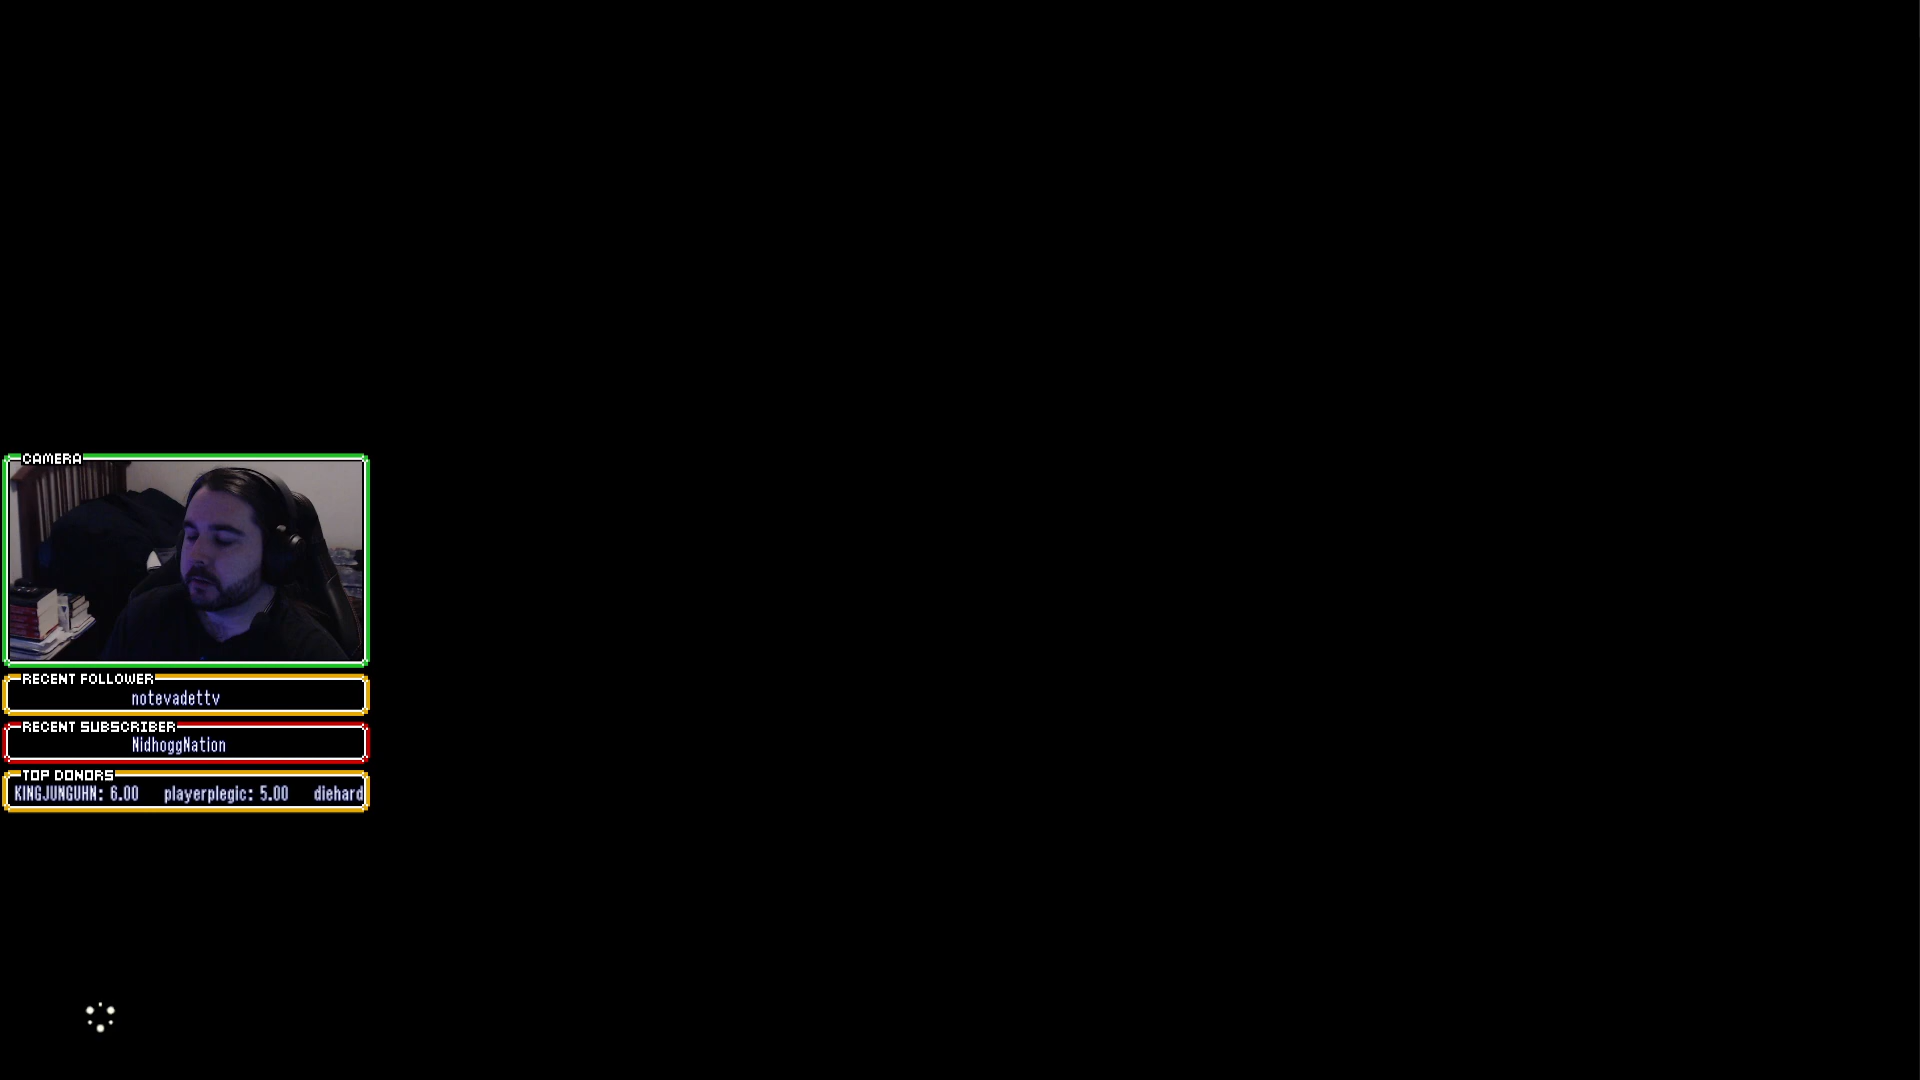 CAMERA
RECENT FOLLOWER
notevadettv
RECENT SUBSCRIBER
NidhoggNation
TOP DONORS
KINGJUNGUHN: 6.00 playerplegic: 5.00 diehard